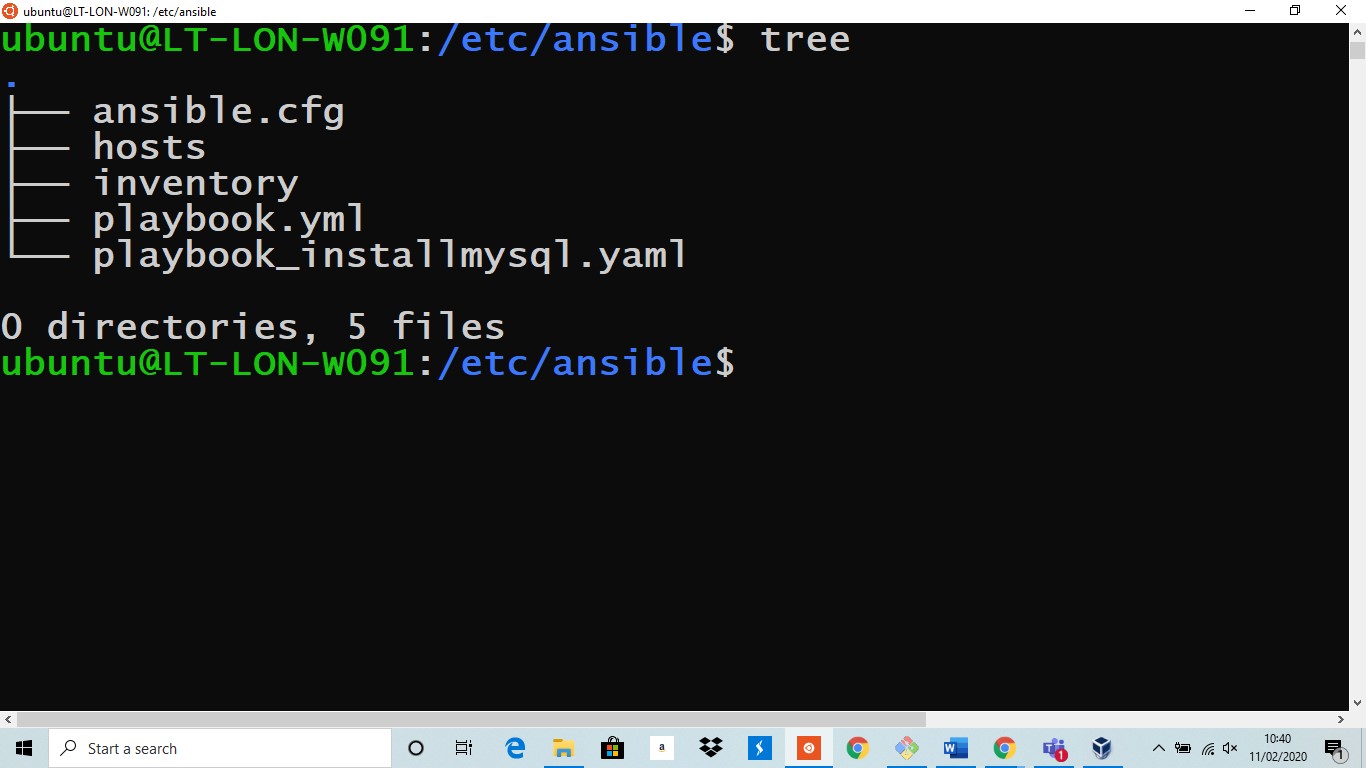 ubuntu@LT-LON-W091: /etc/ansible
ubuntu@LT-LON-W091:/etc/ansible$ tree
.
├── ansible.cfg
├── hosts
├── inventory
├── playbook.yml
└── playbook_installmysql.yaml
0 directories, 5 files
ubuntu@LT-LON-W091:/etc/ansible$
Start a search
a
W
1
10:40
11/02/2020
1